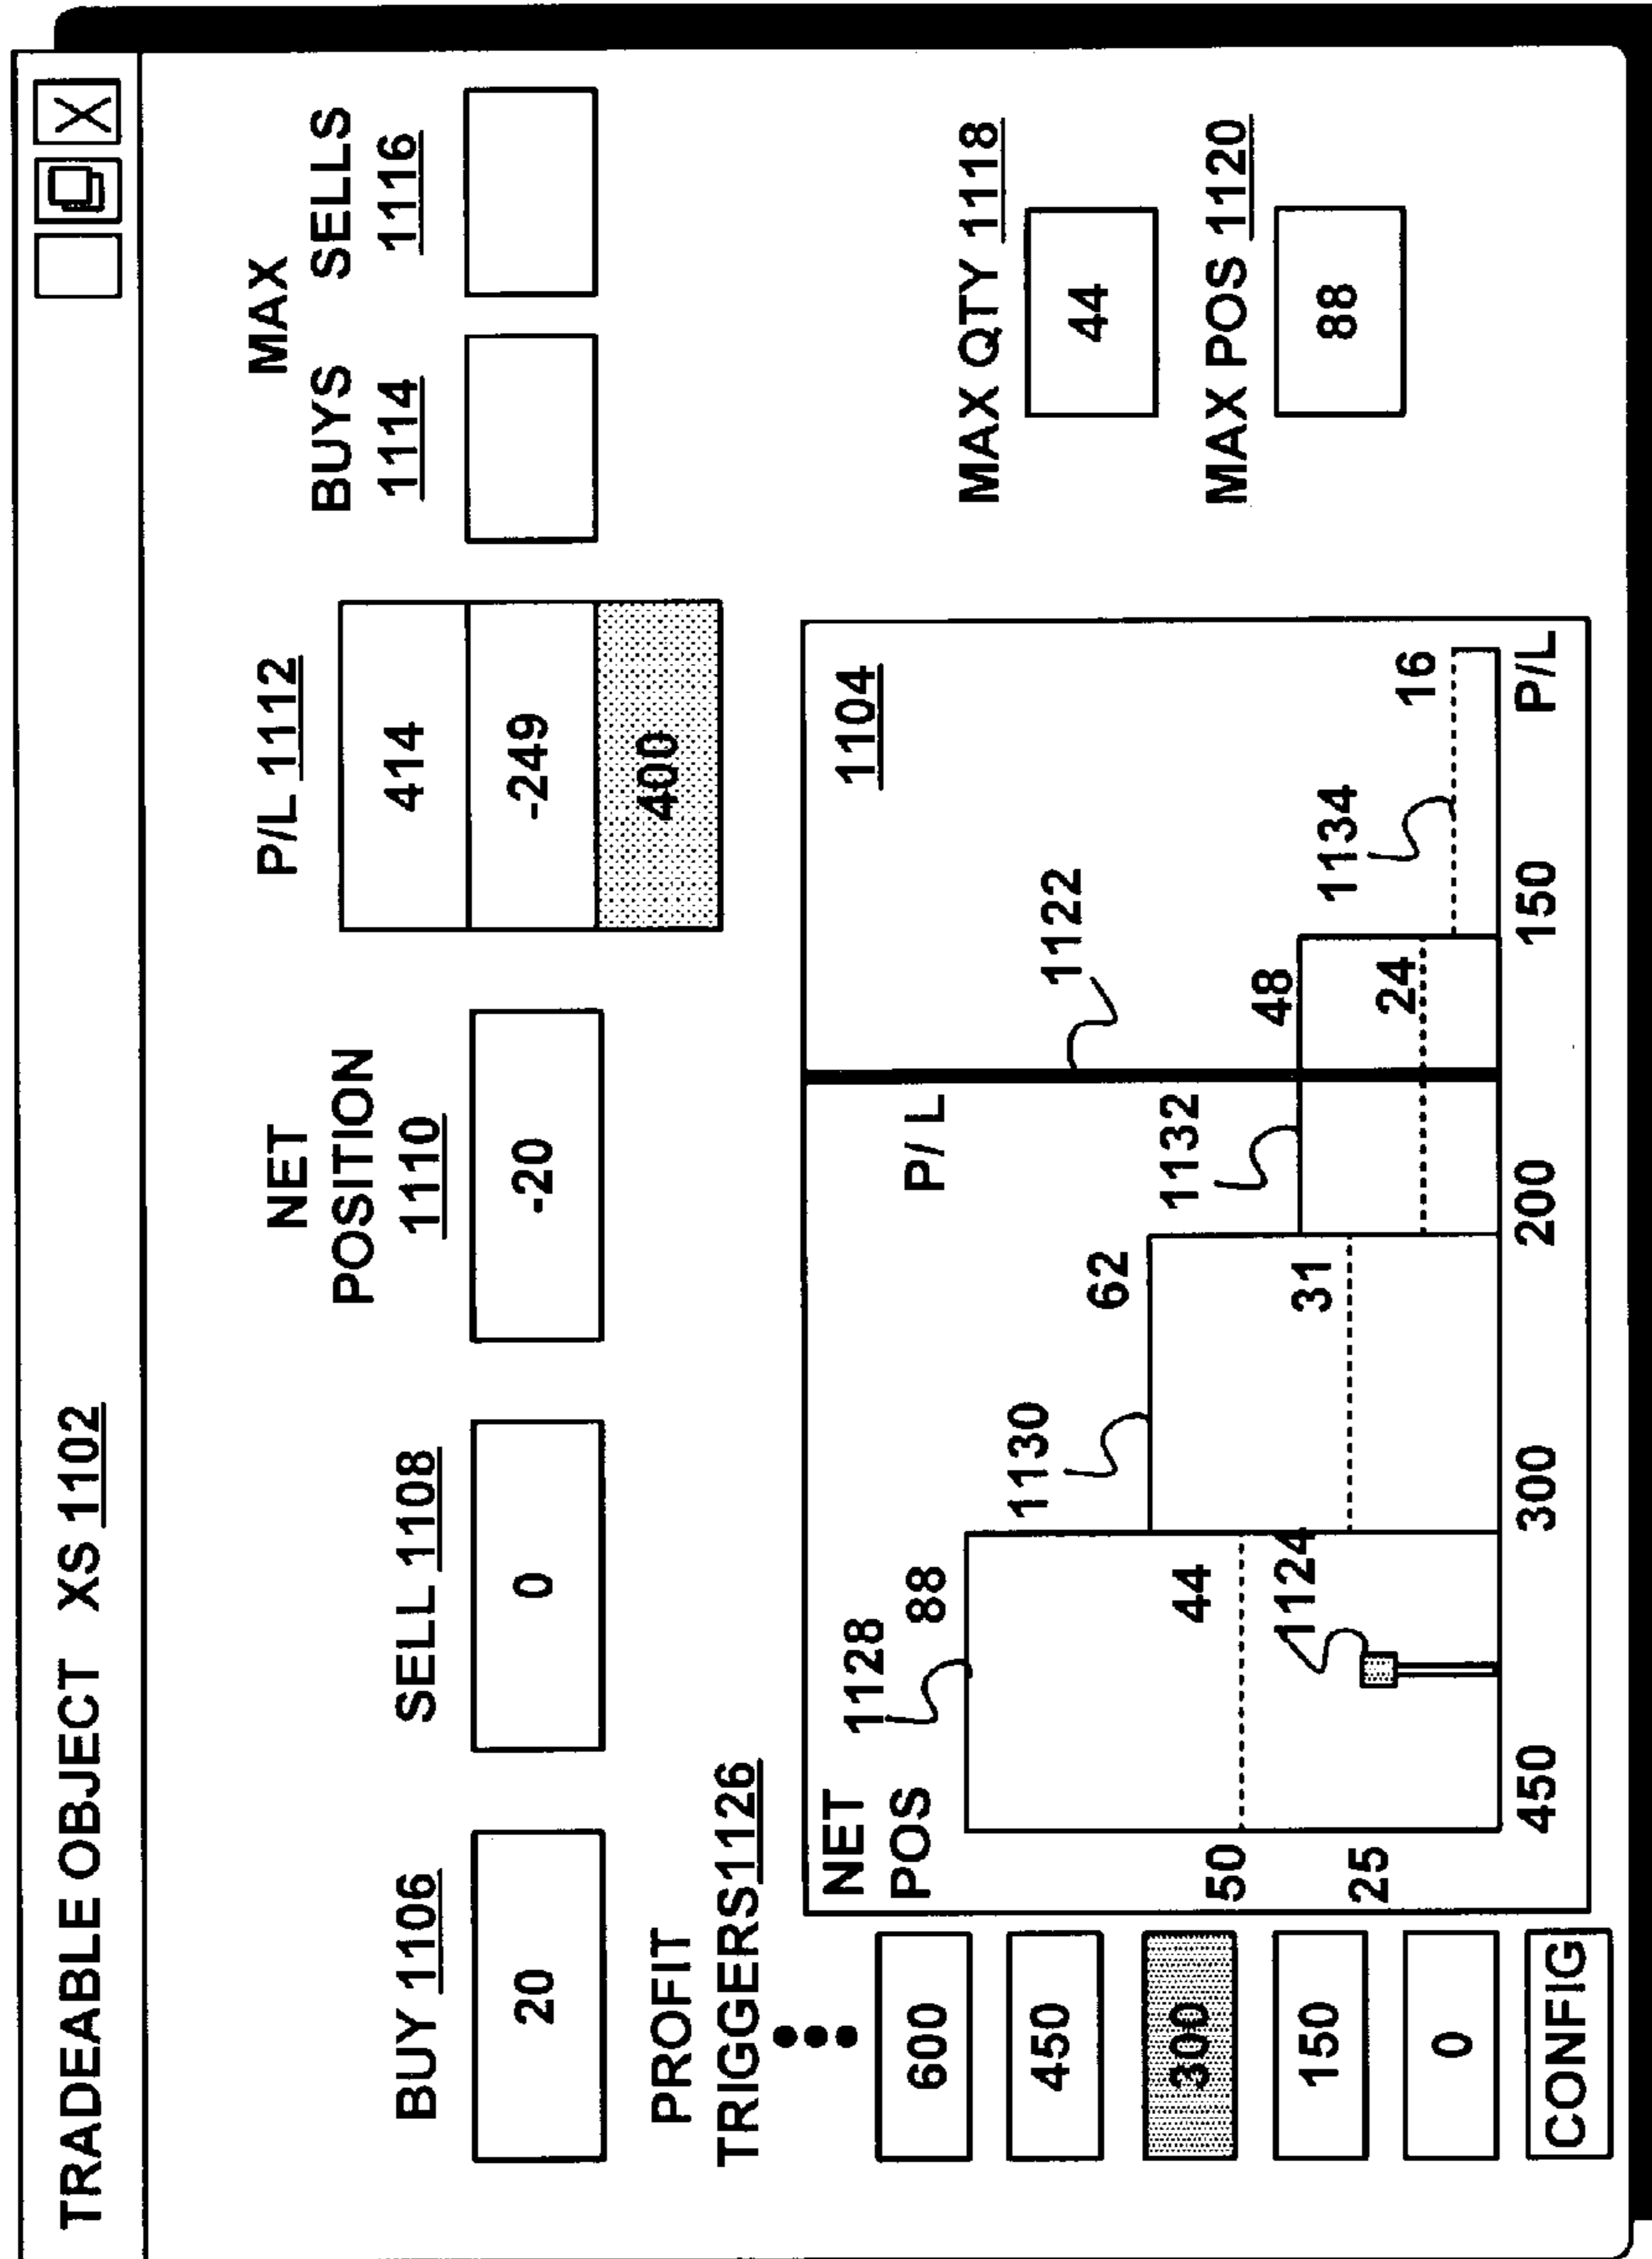 TRADEABLE OBJECT XS 1102
X
MAX
BUY 1106
SELL 1108
NET
POSITION
1110
P/L 1112
BUYS
1114
SELLS
1116
20
0
-20
414
-249
400
PROFIT
TRIGGERS 1126
600
450
300
150
0
CONFIG
NET
POS
1128
88
1130
62
P/L
1132
1122
48
1104
1134
16
50
44
31
24
25
1124
450
300
200
150
P/L
MAX QTY 1118
44
MAX POS 1120
88